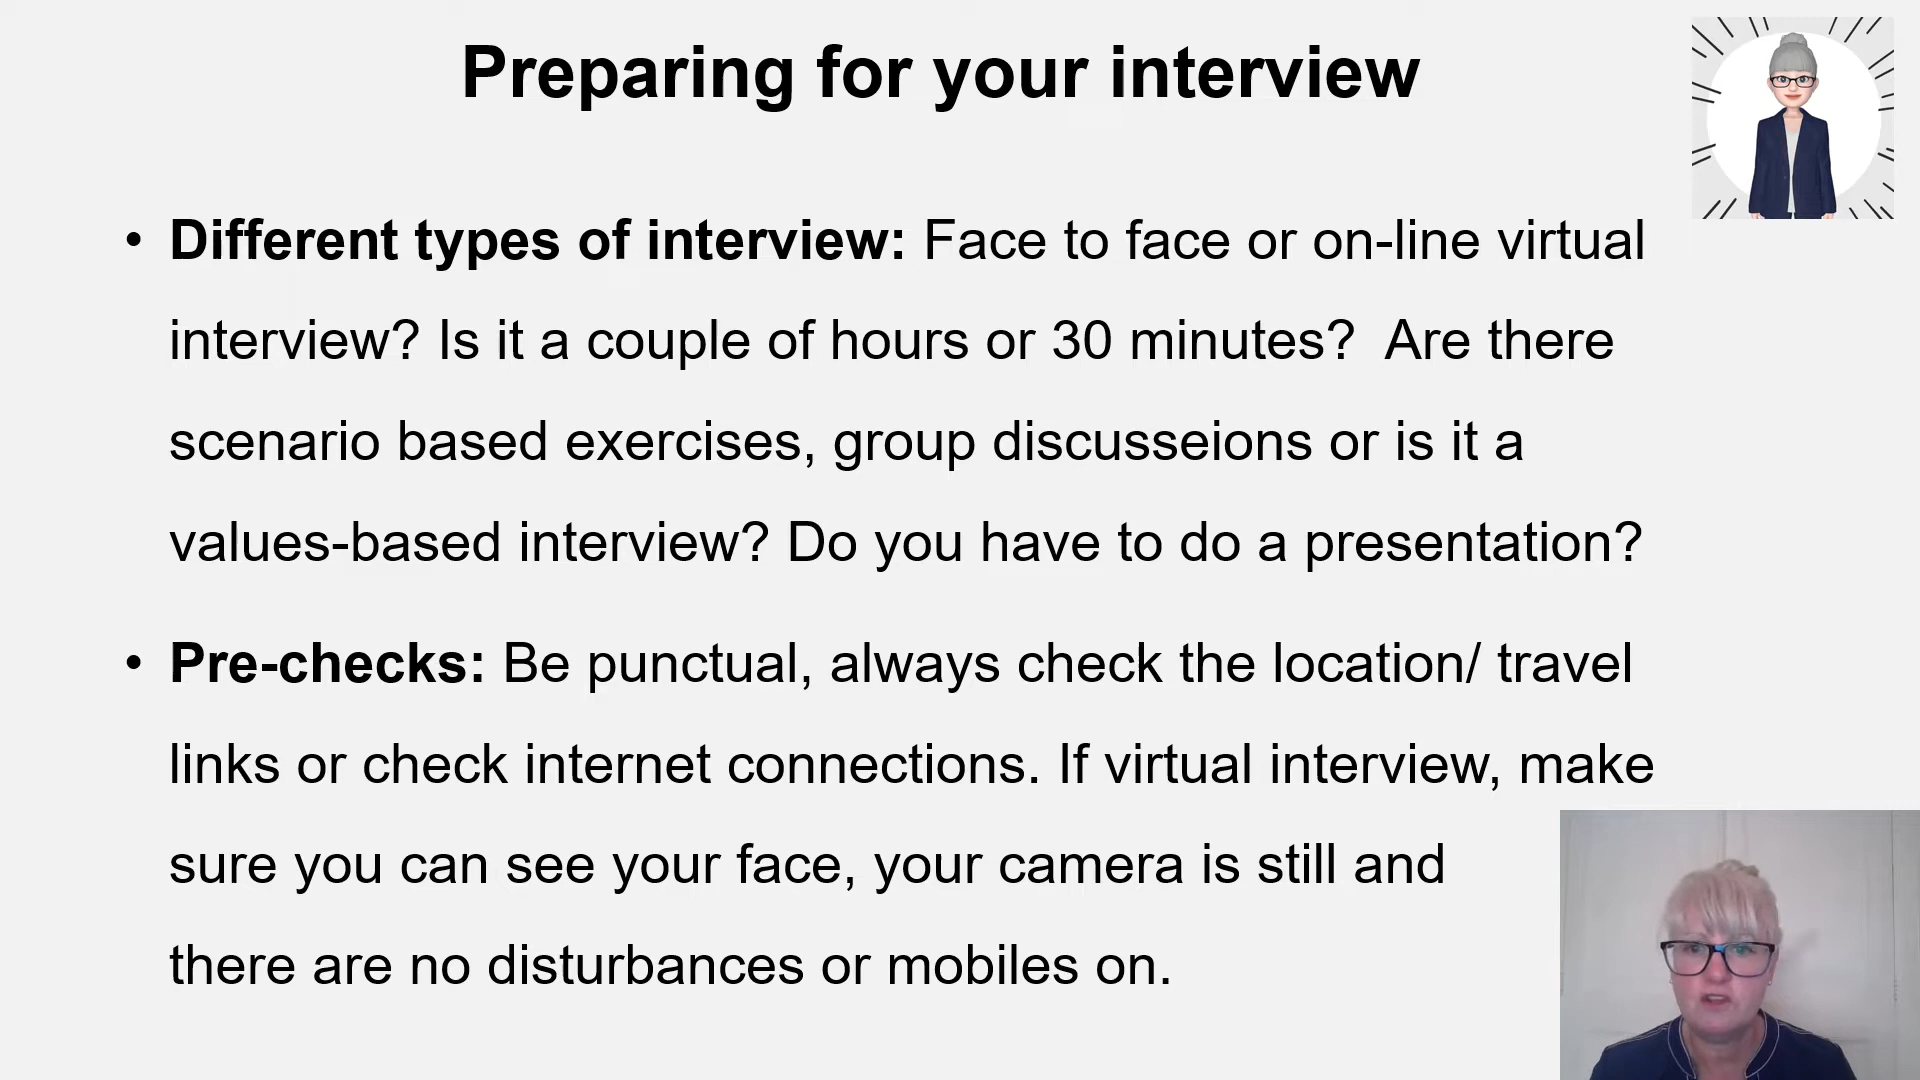 Preparing for your interview
• Different types of interview: Face to face or on-line virtual
interview? Is it a couple of hours or 30 minutes?  Are there
scenario based exercises, group discusseions or is it a
values-based interview? Do you have to do a presentation?
• Pre-checks: Be punctual, always check the location/ travel
links or check internet connections. If virtual interview, make
sure you can see your face, your camera is still and
there are no disturbances or mobiles on.